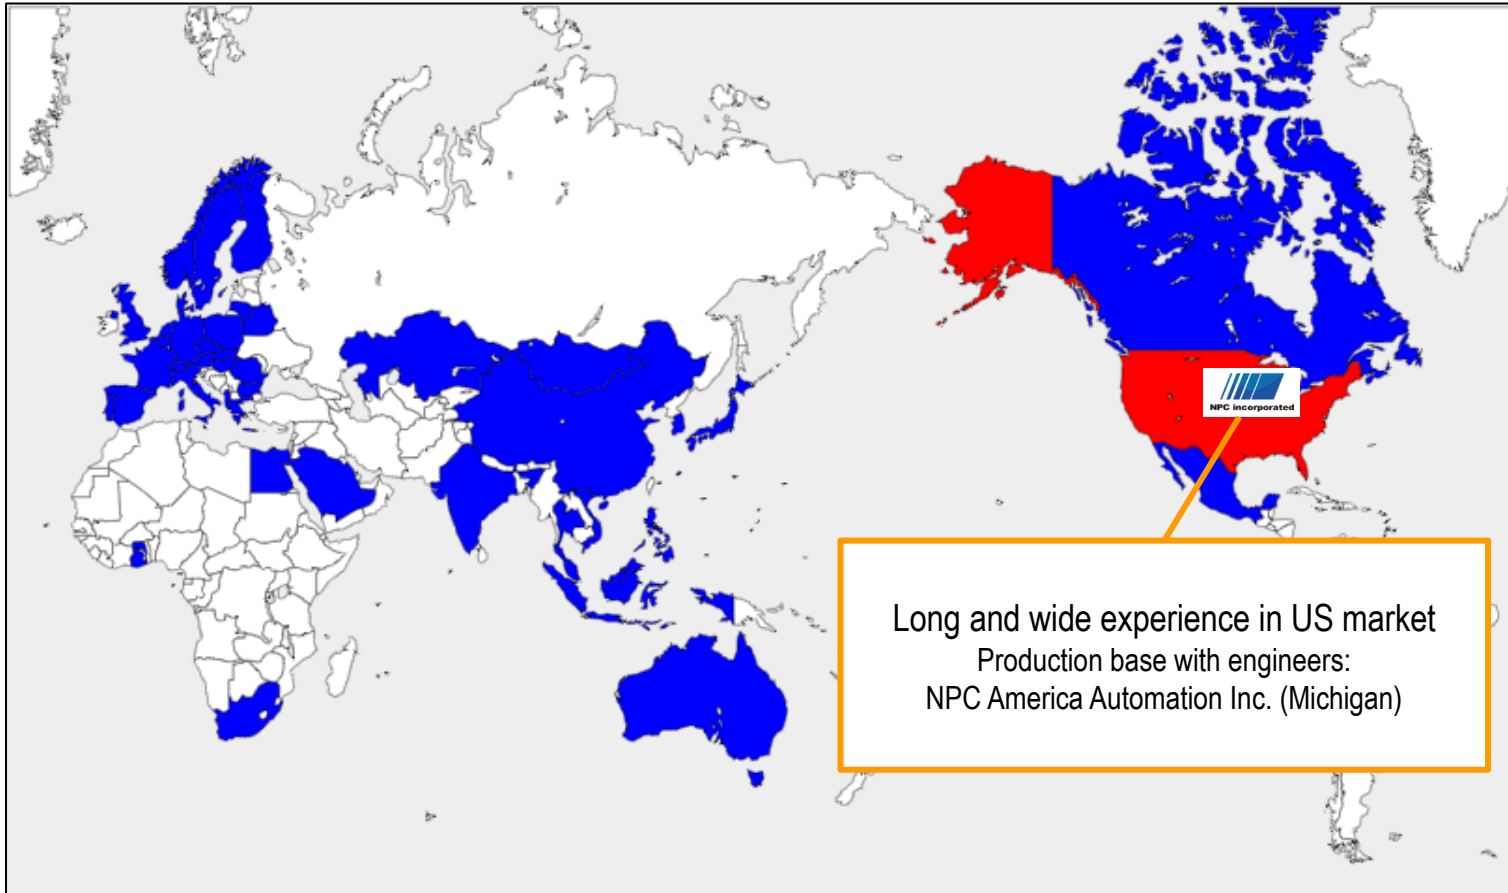 NPC incorporated
Long and wide experience in US market
Production base with engineers:
NPC America Automation Inc. (Michigan)